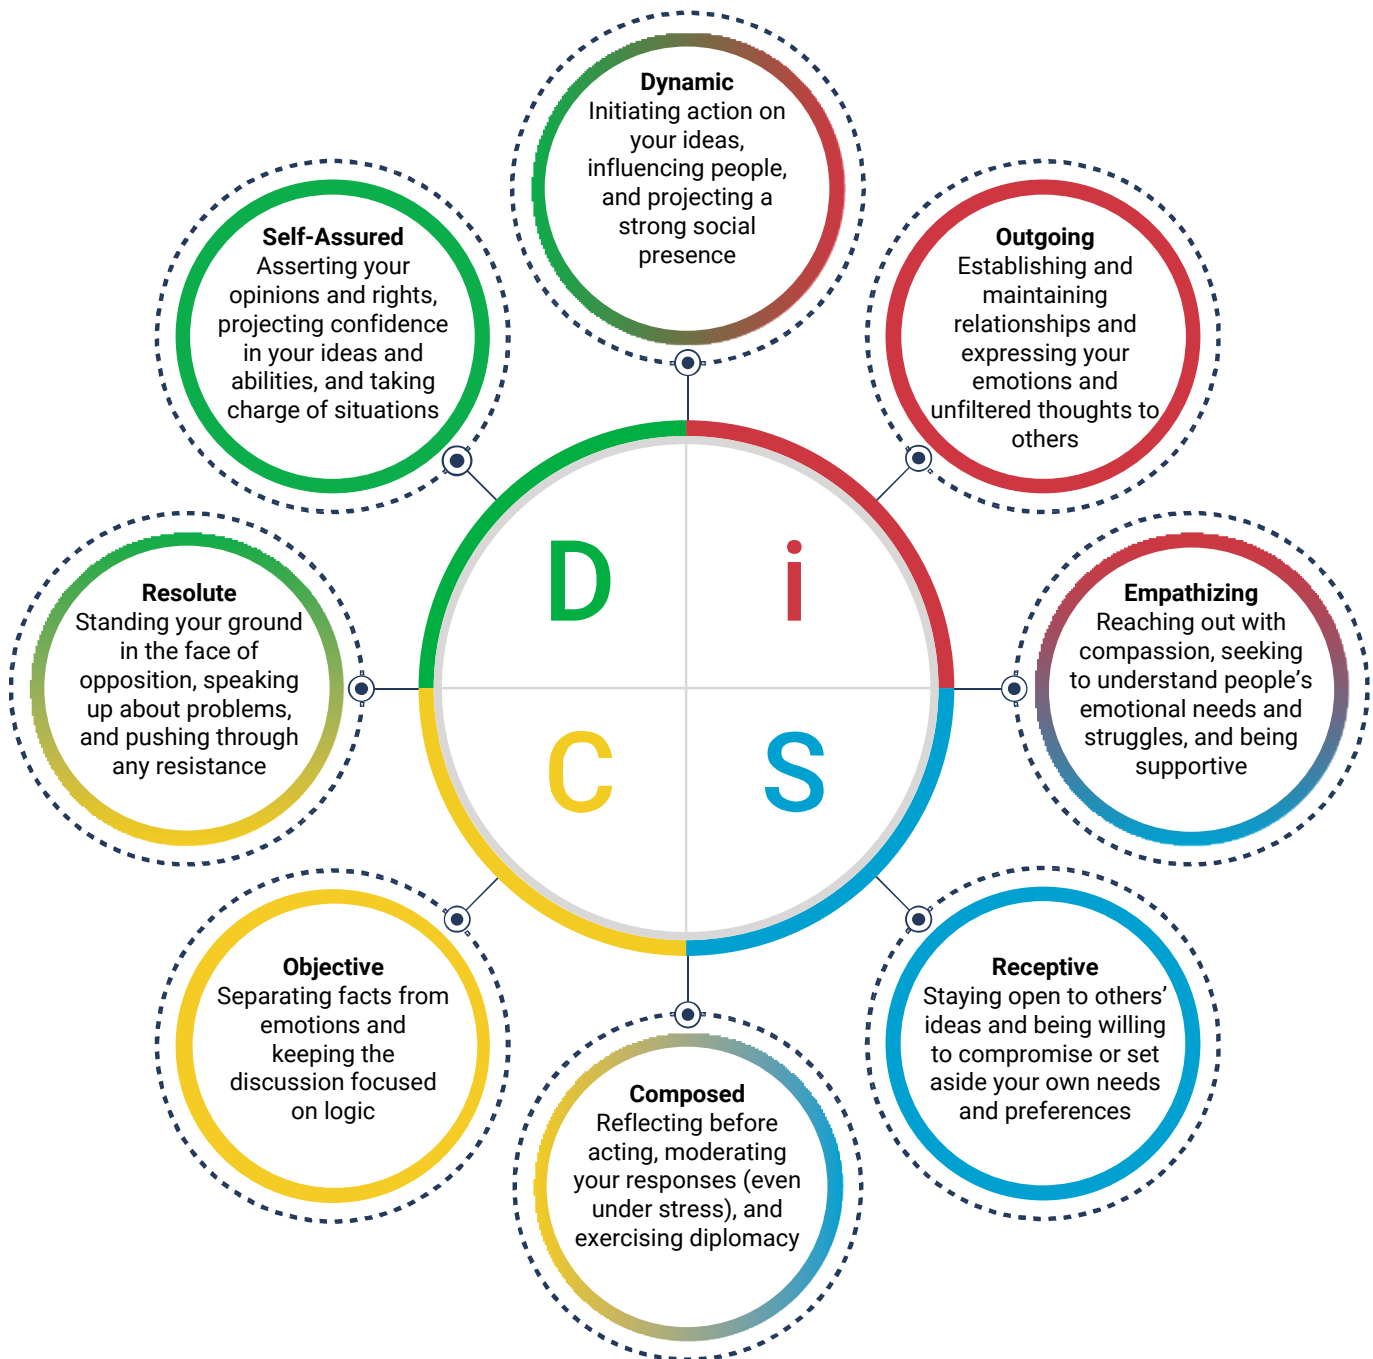 Dynamic
Initiating action on
your ideas,
influencing people,
and projecting a
strong social
presence
Self-Assured
Asserting your
opinions and rights,
projecting confidence
in your ideas and
abilities, and taking
charge of situations
Outgoing
Establishing and
maintaining
relationships and
expressing your
emotions and
unfiltered thoughts to
others
D
i
Resolute
Standing your ground
in the face of
opposition, speaking
up about problems,
and pushing through
any resistance
Empathizing
Reaching out with
compassion, seeking
to understand people’s
emotional needs and
struggles, and being
supportive
C
S
Objective
Separating facts from
emotions and
keeping the
discussion focused
on logic
Receptive
Staying open to others’
ideas and being willing
to compromise or set
aside your own needs
and preferences
Composed
Reflecting before
acting, moderating
your responses (even
under stress), and
exercising diplomacy